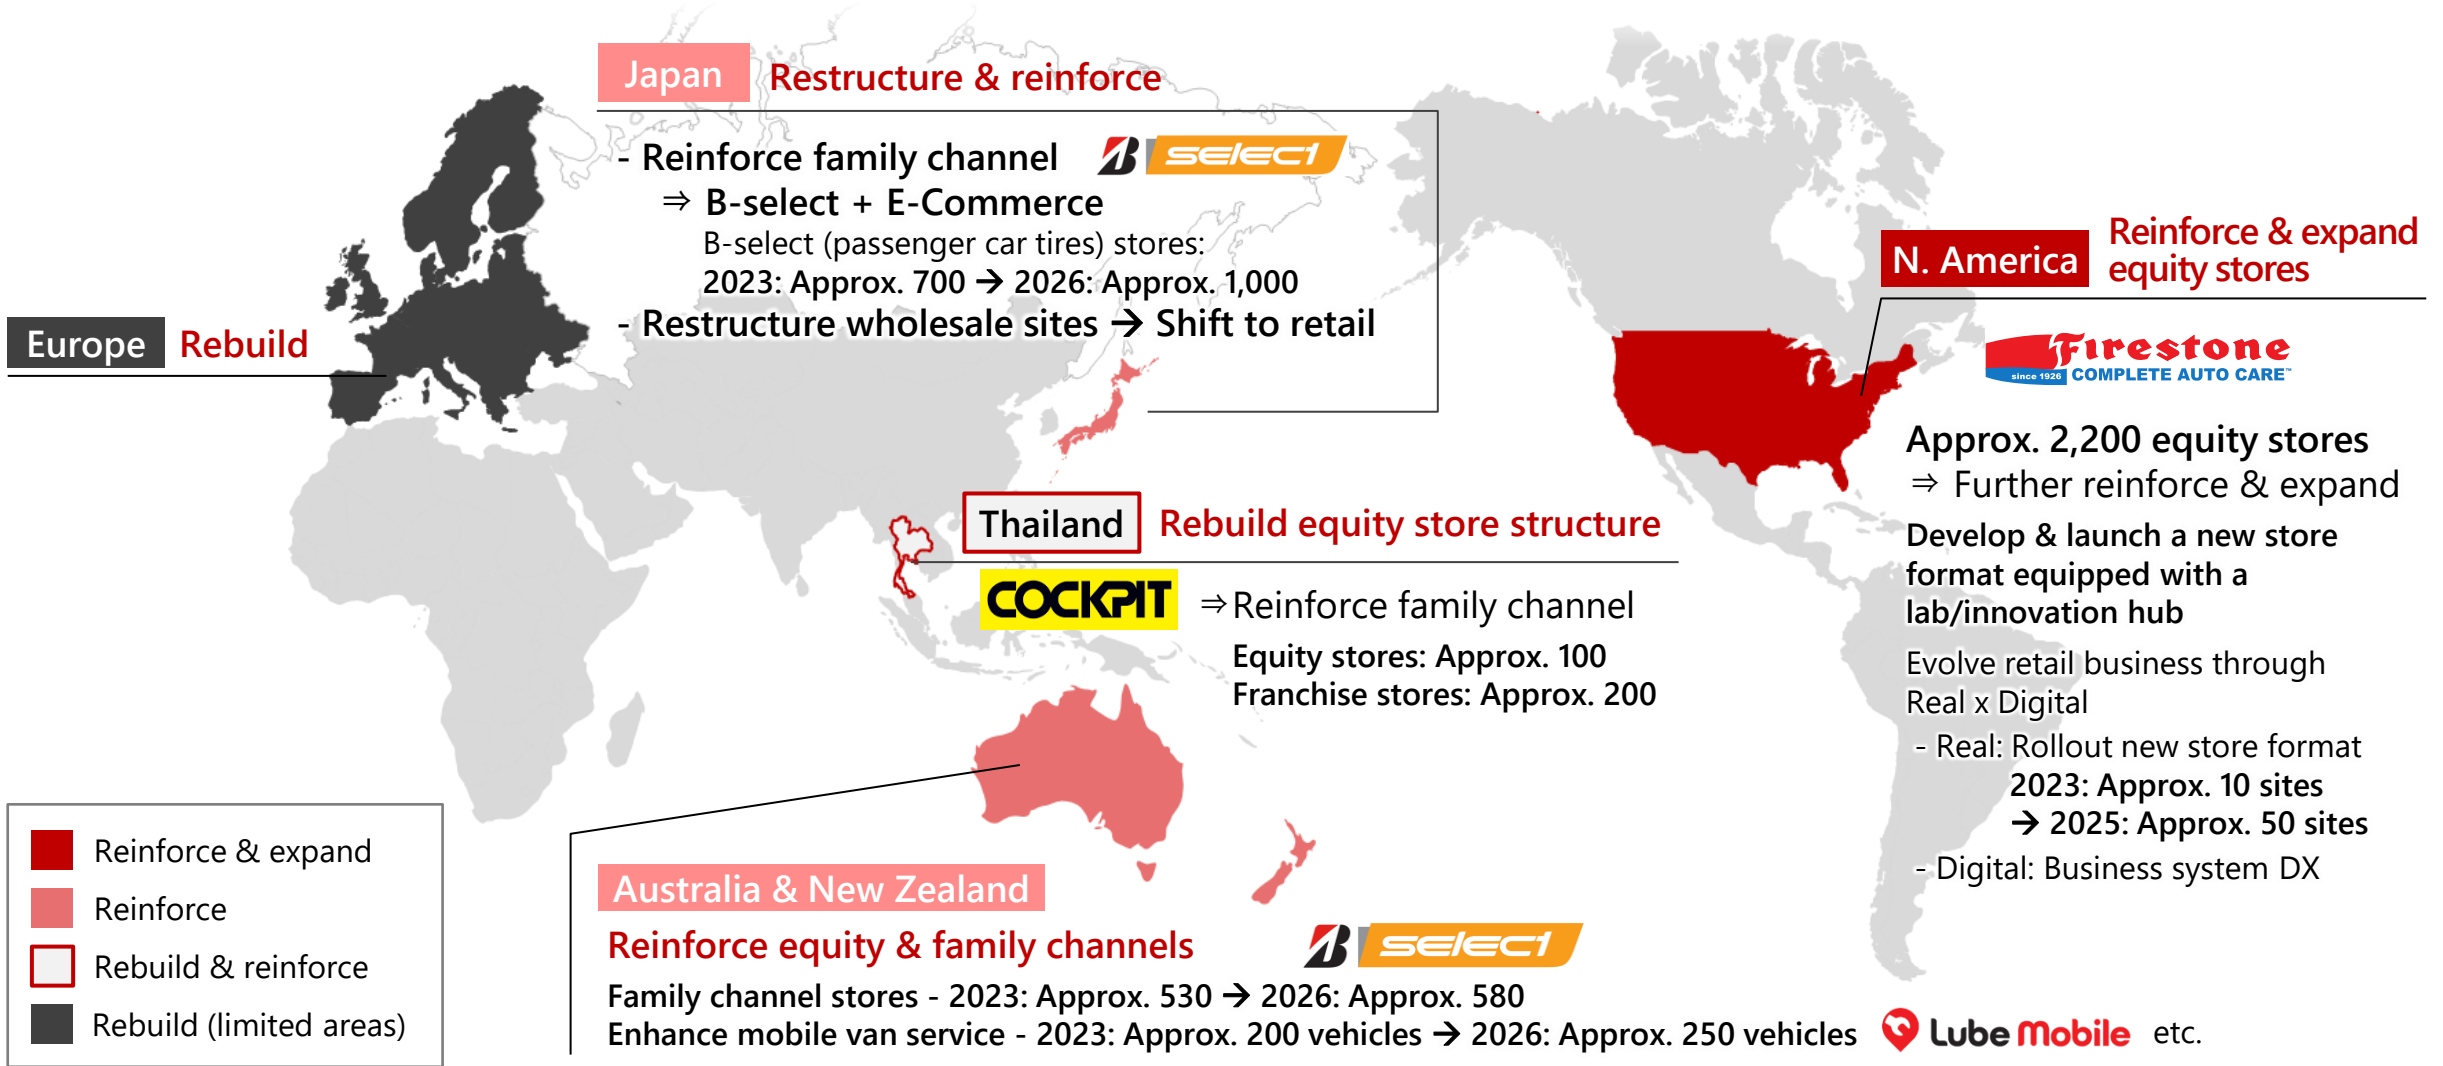 Japan
Restructure & reinforce
- Reinforce family channel
B select
⇒ B-select + E-Commerce
B-select (passenger car tires) stores:
2023: Approx. 700 → 2026: Approx. 1,000
- Restructure wholesale sites → Shift to retail
Europe
Rebuild
N. America
Reinforce & expand
equity stores
Firestone
since 1926 COMPLETE AUTO CARE™
Approx. 2,200 equity stores
⇒ Further reinforce & expand
Develop & launch a new store
format equipped with a
lab/innovation hub
Evolve retail business through
Real x Digital
- Real: Rollout new store format
2023: Approx. 10 sites
→ 2025: Approx. 50 sites
- Digital: Business system DX
Thailand
Rebuild equity store structure
COCKPIT
⇒ Reinforce family channel
Equity stores: Approx. 100
Franchise stores: Approx. 200
Australia & New Zealand
Reinforce equity & family channels
B select
Family channel stores - 2023: Approx. 530 → 2026: Approx. 580
Enhance mobile van service - 2023: Approx. 200 vehicles → 2026: Approx. 250 vehicles
Lube Mobile etc.
Reinforce & expand
Reinforce
Rebuild & reinforce
Rebuild (limited areas)